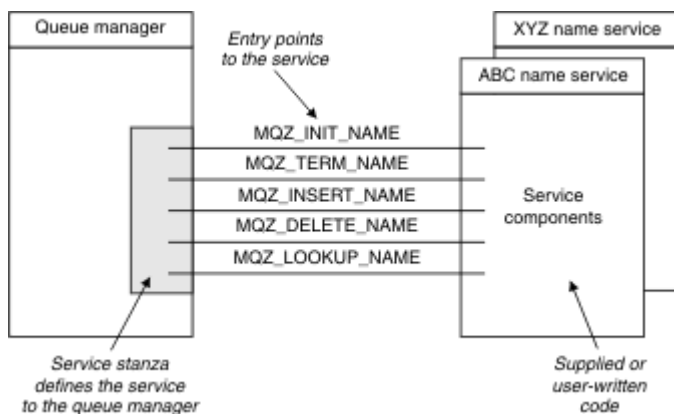 Queue manager
Entry points
to the service
XYZ name service
ABC name service
MQZ_INIT_NAME
MQZ_TERM_NAME
MQZ_INSERT_NAME
MQZ_DELETE_NAME
MQZ_LOOKUP_NAME
Service
components
Service stanza
defines the service
to the queue manager
Supplied or
user-written
code